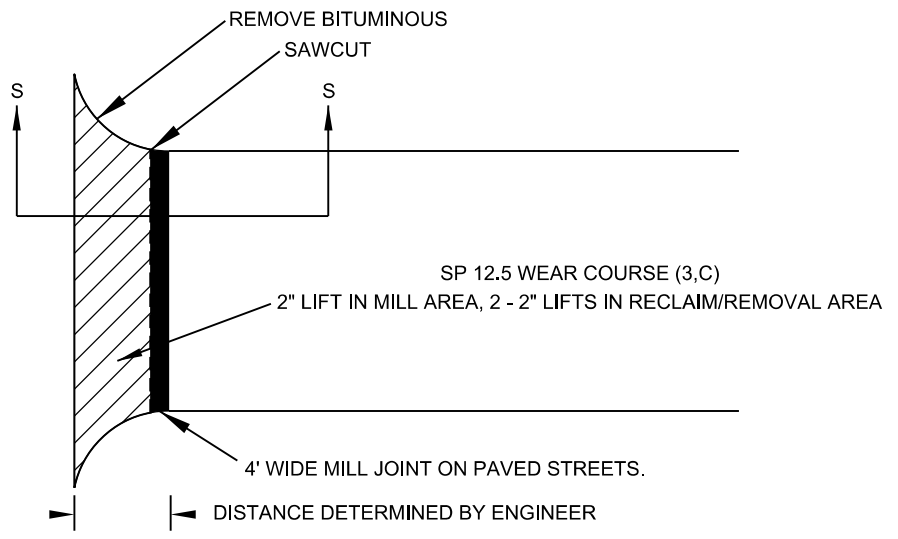 REMOVE BITUMINOUS
SAWCUT
S
S
SP 12.5 WEAR COURSE (3,C)
2" LIFT IN MILL AREA, 2 - 2" LIFTS IN RECLAIM/REMOVAL AREA
4' WIDE MILL JOINT ON PAVED STREETS.
DISTANCE DETERMINED BY ENGINEER